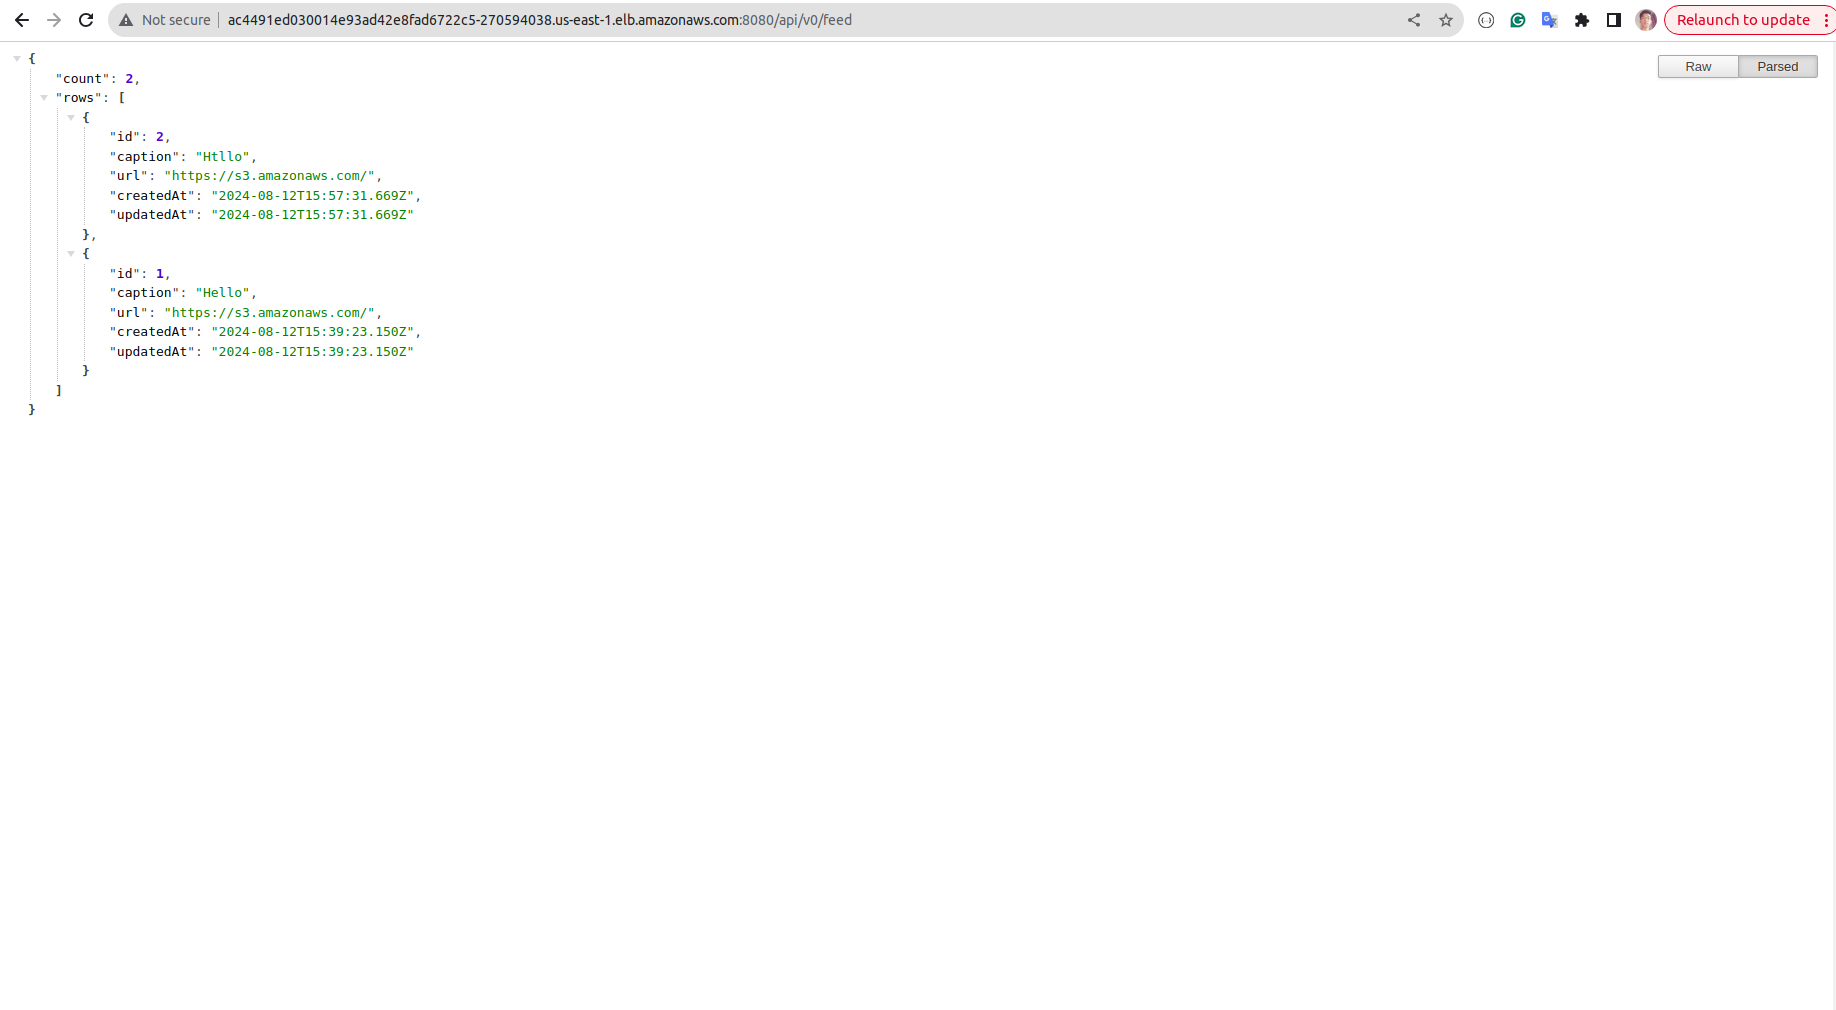 Not secure | ac4491ed030014e93ad42e8fad6722c5-270594038.us-east-1.elb.amazonaws.com:8080/api/v0/feed
Relaunch to update
Raw Parsed
{
"count": 2,
"rows": [
{
"id": 2,
"caption": "Htllo",
"url": "https://s3.amazonaws.com/",
"createdAt": "2024-08-12T15:57:31.669Z",
"updatedAt": "2024-08-12T15:57:31.669Z"
},
{
"id": 1,
"caption": "Hello",
"url": "https://s3.amazonaws.com/",
"createdAt": "2024-08-12T15:39:23.150Z",
"updatedAt": "2024-08-12T15:39:23.150Z"
}
]
}